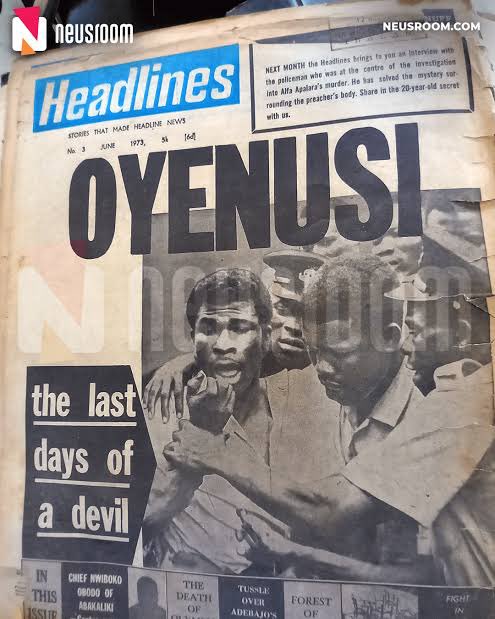 N neusroom
NEUSROOM.COM
Headlines
STORIES THAT MADE HEADLINE NEWS
No. 3 JUNE 1973, 5k [6d]
NEXT MONTH the Headlines brings to you an interview with
the policeman who was at the centre of the investigation
into Alfa Apalara's murder. He has solved the mystery sur-
rounding the preacher's body. Share in the 20-year-old secret
with us.
OYENUSI
N neusroom
the last
days of
a devil
IN
THIS
ISSUE
CHIEF NWIBOKO
OBODO OF
ABAKALIKI
THE
DEATH
OF
TUSSLE
OVER
ADEBAJO'S
FOREST
OF
FIGHT
IN